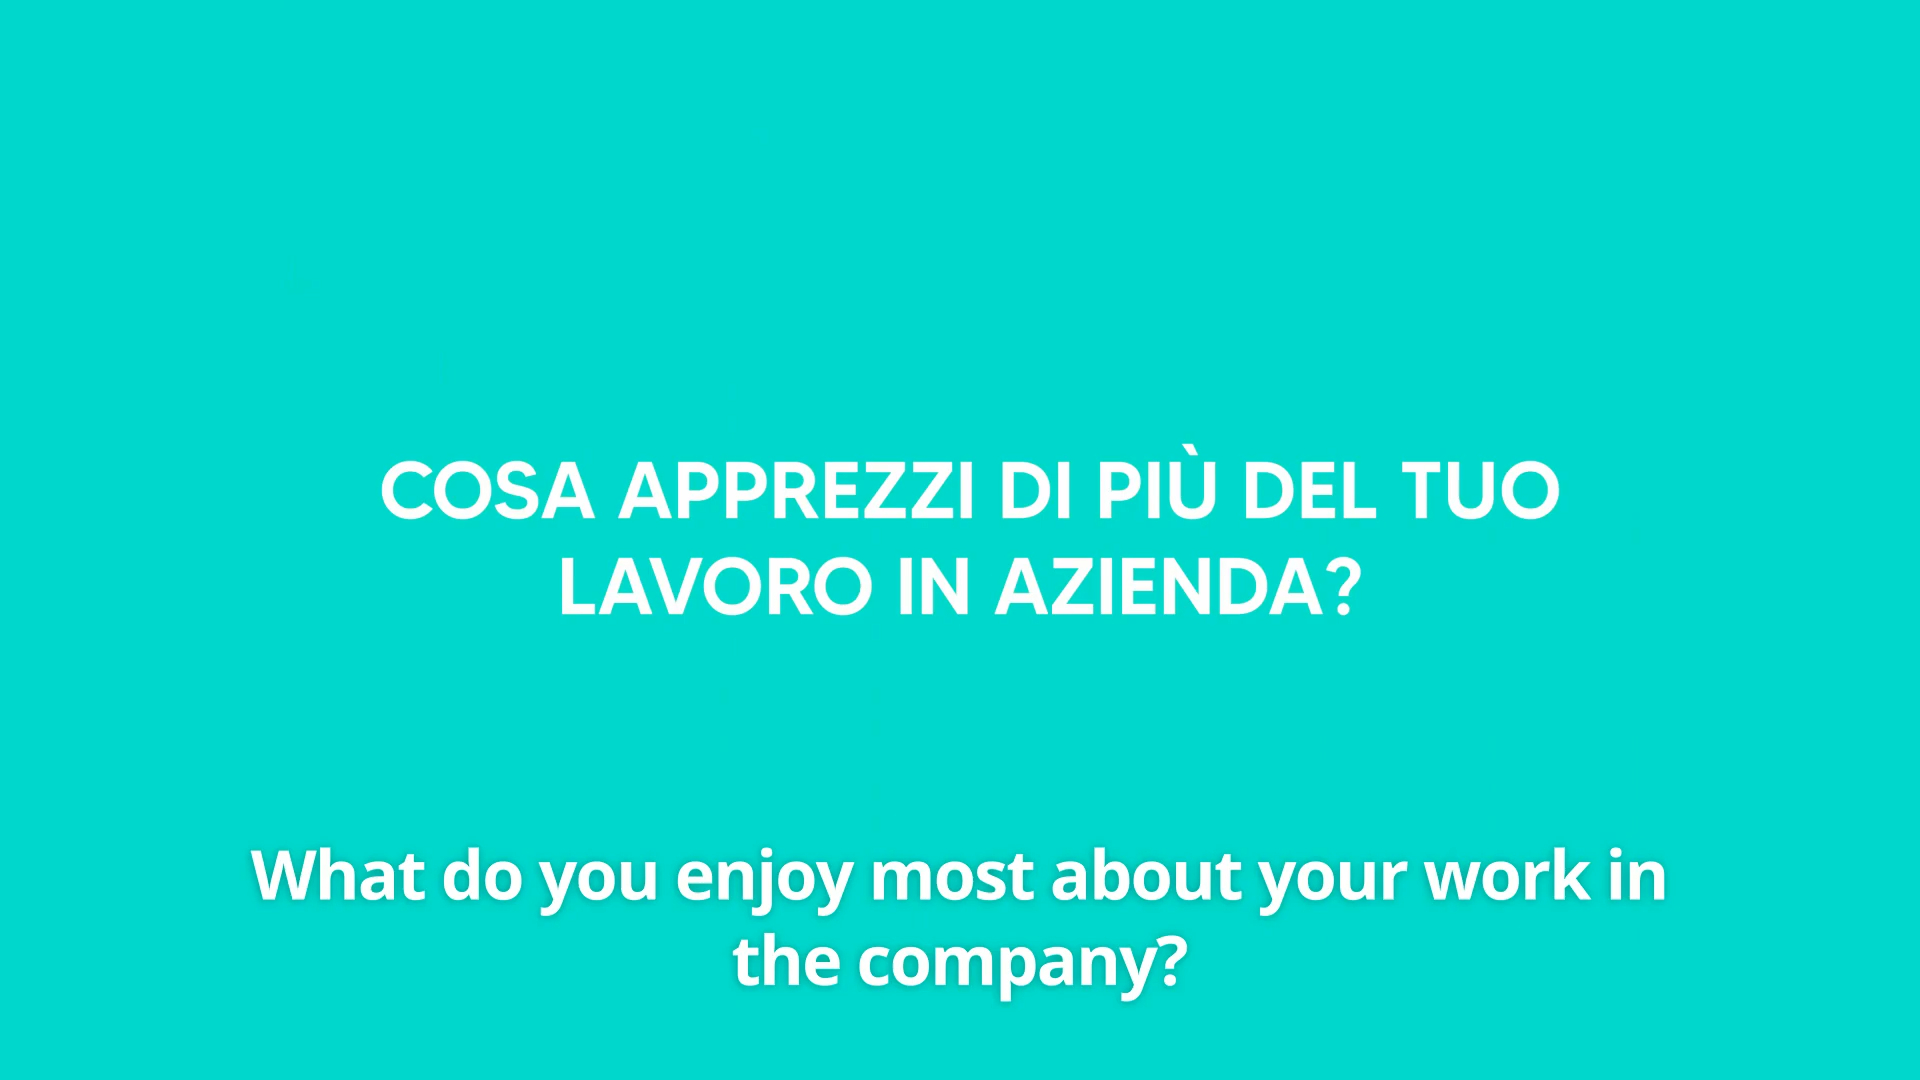 COSA APPREZZI DI PIÙ DEL TUO
LAVORO IN AZIENDA?
What do you enjoy most about your work in
the company?